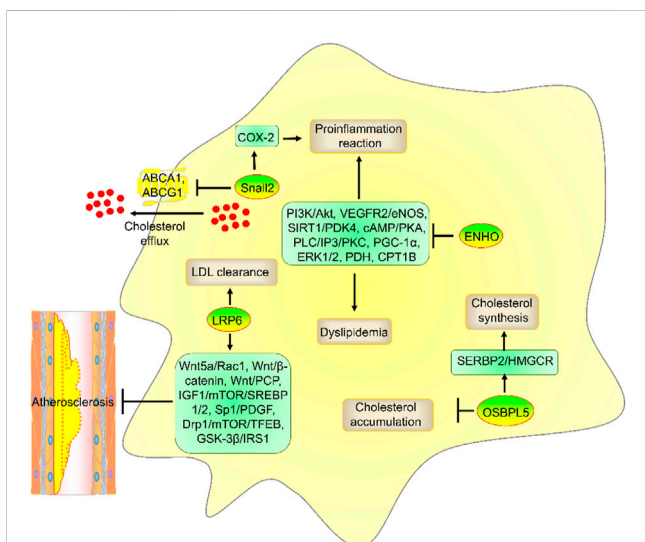 COX-2
Proinflammation
reaction
ABCA1,
ABCG1
Snail2
Cholesterol
efflux
PI3K/Akt, VEGFR2/eNOS,
SIRT1/PDK4, cAMP/PKA,
PLC/IP3/PKC, PGC-1α,
ERK1/2, PDH, CPT1B
ENHO
LDL clearance
LRP6
Dyslipidemia
Cholesterol
synthesis
Wnt5a/Rac1, Wnt/β-
catenin, Wnt/PCP,
IGF1/mTOR/SREBP
1/2, Sp1/PDGF,
Drp1/mTOR/TFEB,
GSK-3β/IRS1
SERBP2/HMGCR
Atherosclerosis
Cholesterol
accumulation
OSBPL5